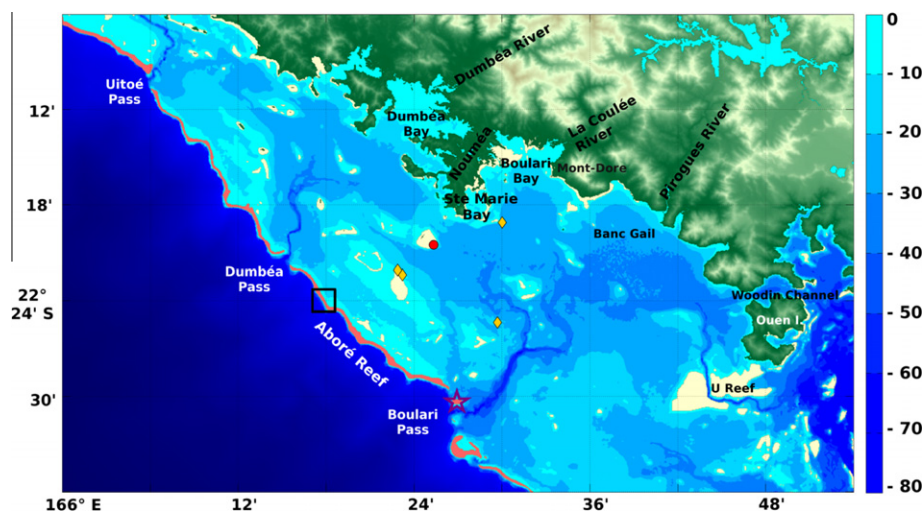 0
Dumbéa River
Uitoé
Pass
- 10
12'
Dumbéa
Bay
Nouméa
La Coulée
River
- 20
Boulari
Bay
Mont-Dore
Pirogues River
- 30
18'
Ste Marie
Bay
Banc Gail
- 40
Dumbéa
Pass
22°
24' S
Woodin Channel
Ouen I.
- 50
Aboré Reef
- 60
30'
Boulari
Pass
U Reef
- 70
- 80
166° E
12'
24'
36'
48'